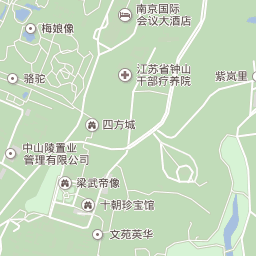 南京国际
会议大酒店
梅娘像
江苏省钟山
干部疗养院
骆驼
紫岚里
四方城
中山陵置业
管理有限公司
梁武帝像
十朝珍宝馆
文苑英华